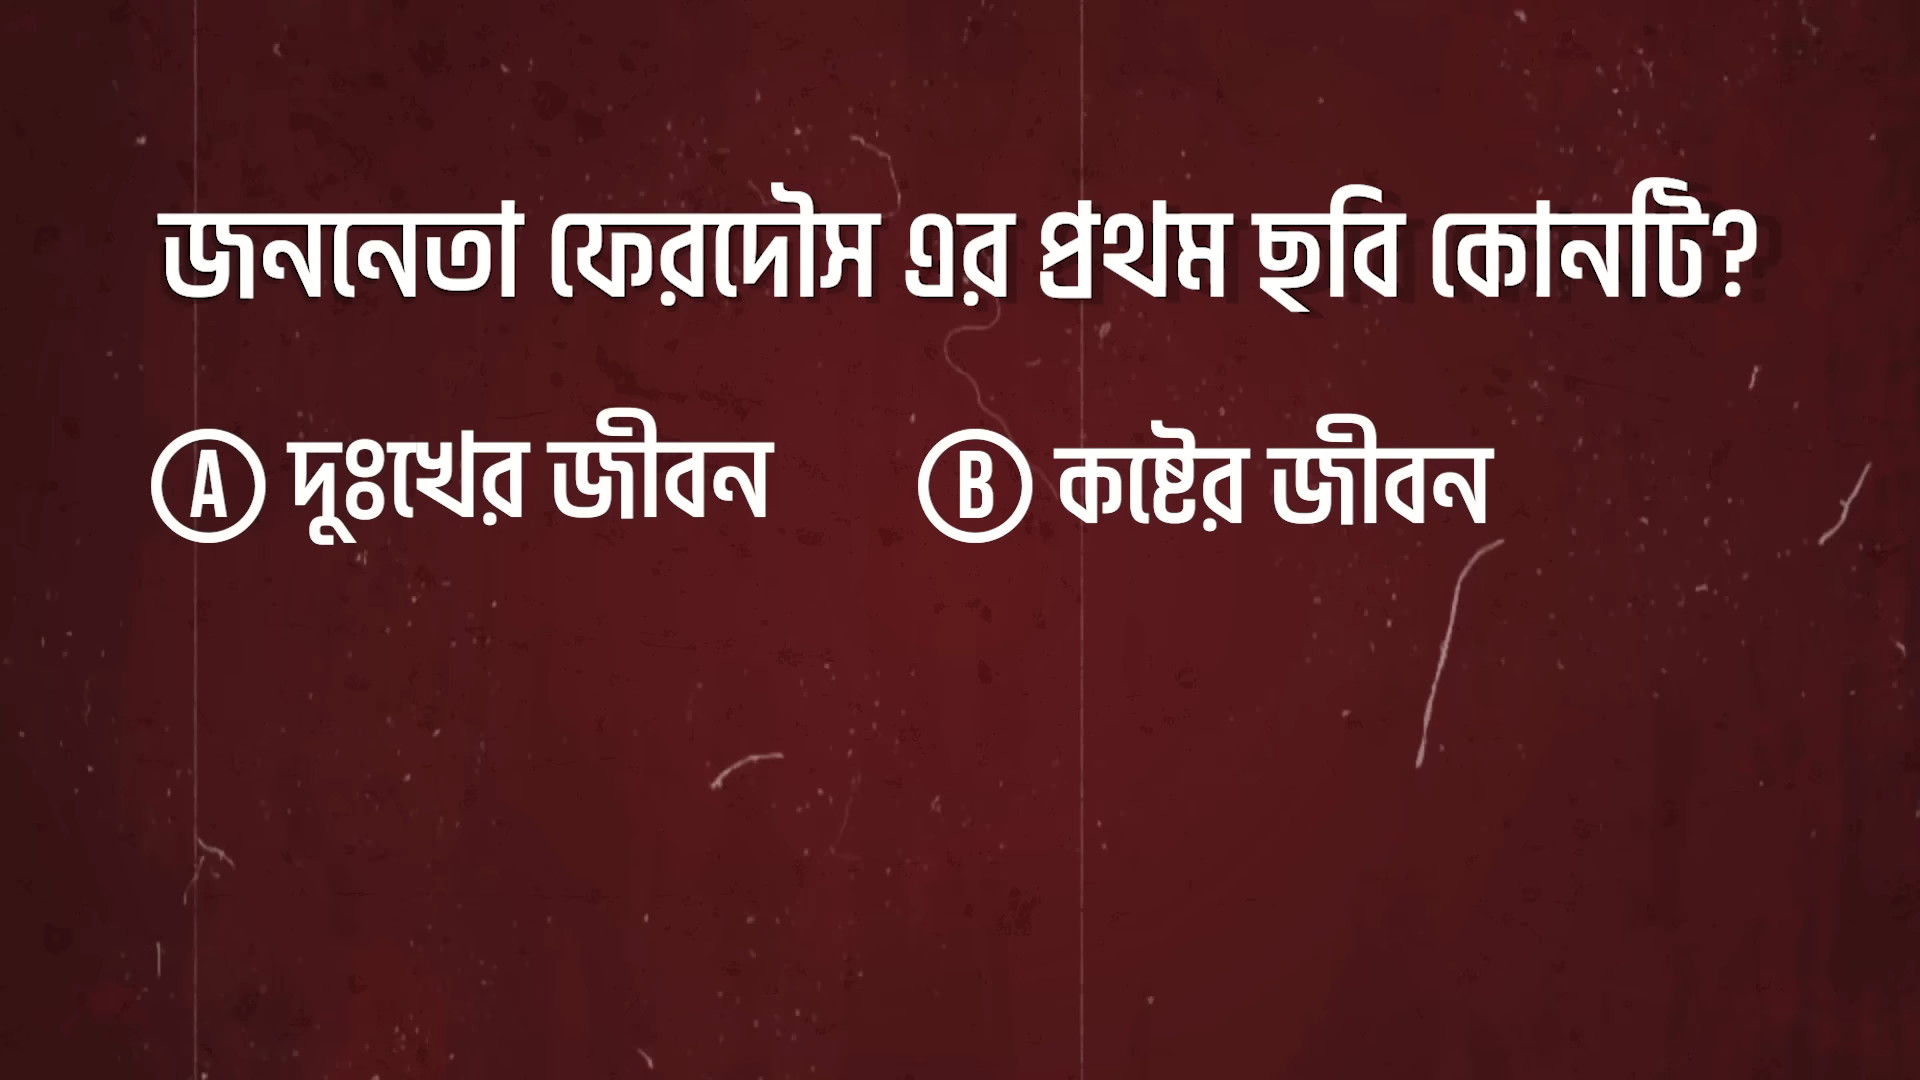 জননেতা ফেরদৌস এর প্রথম ছবি কোনটি?
A দুঃখের জীবন B কষ্টের জীবন